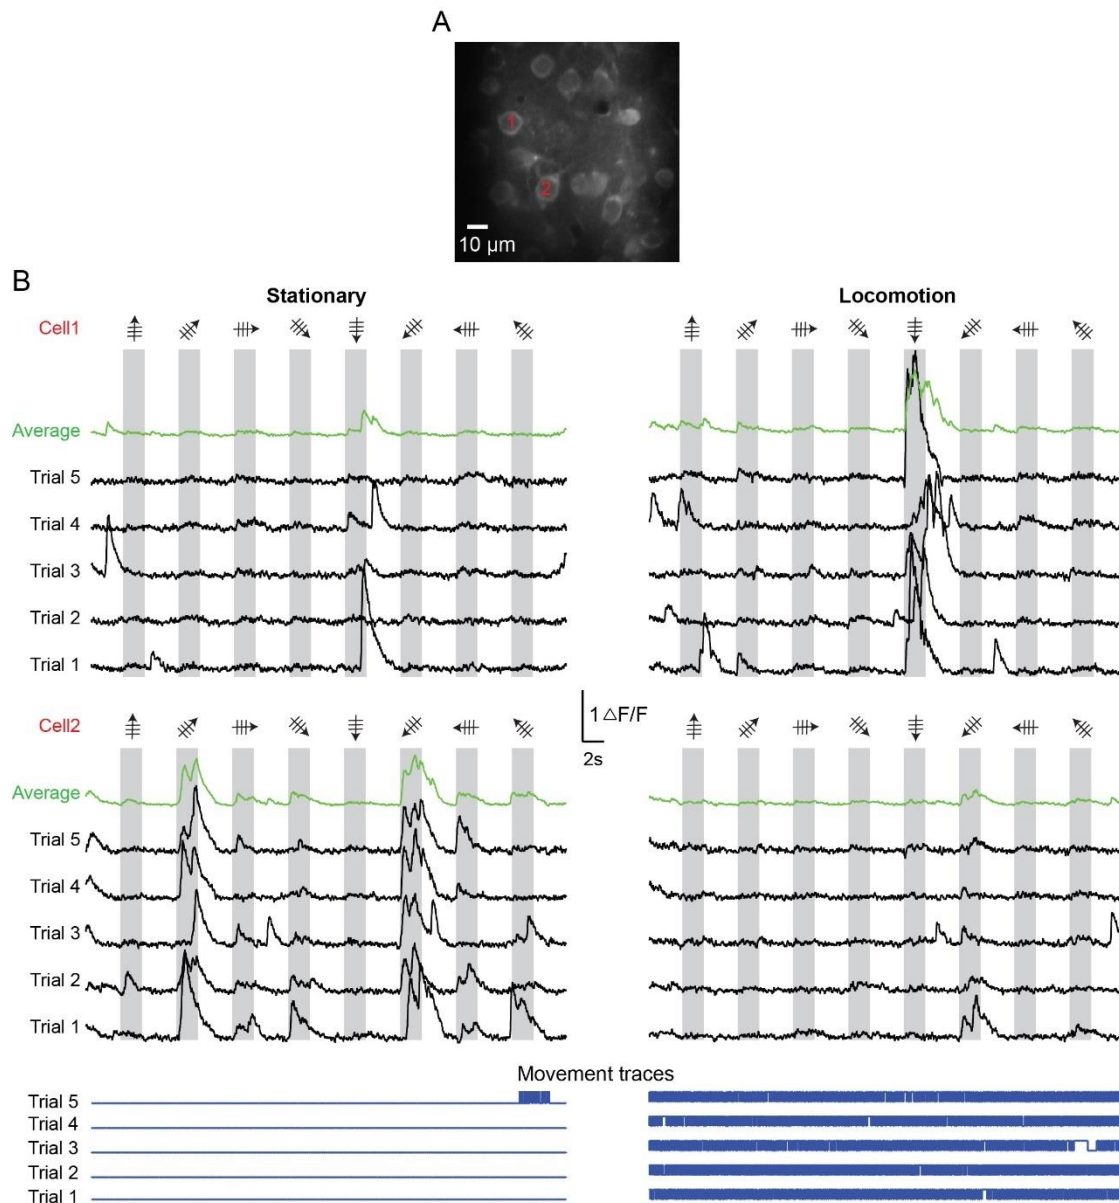 A
1
2
10 µm
B
Stationary
Locomotion
Cell1
Average
Trial 5
Trial 4
Trial 3
Trial 2
Trial 1
1 △F/F
2s
Cell2
Average
Trial 5
Trial 4
Trial 3
Trial 2
Trial 1
Movement traces
Trial 5
Trial 4
Trial 3
Trial 2
Trial 1